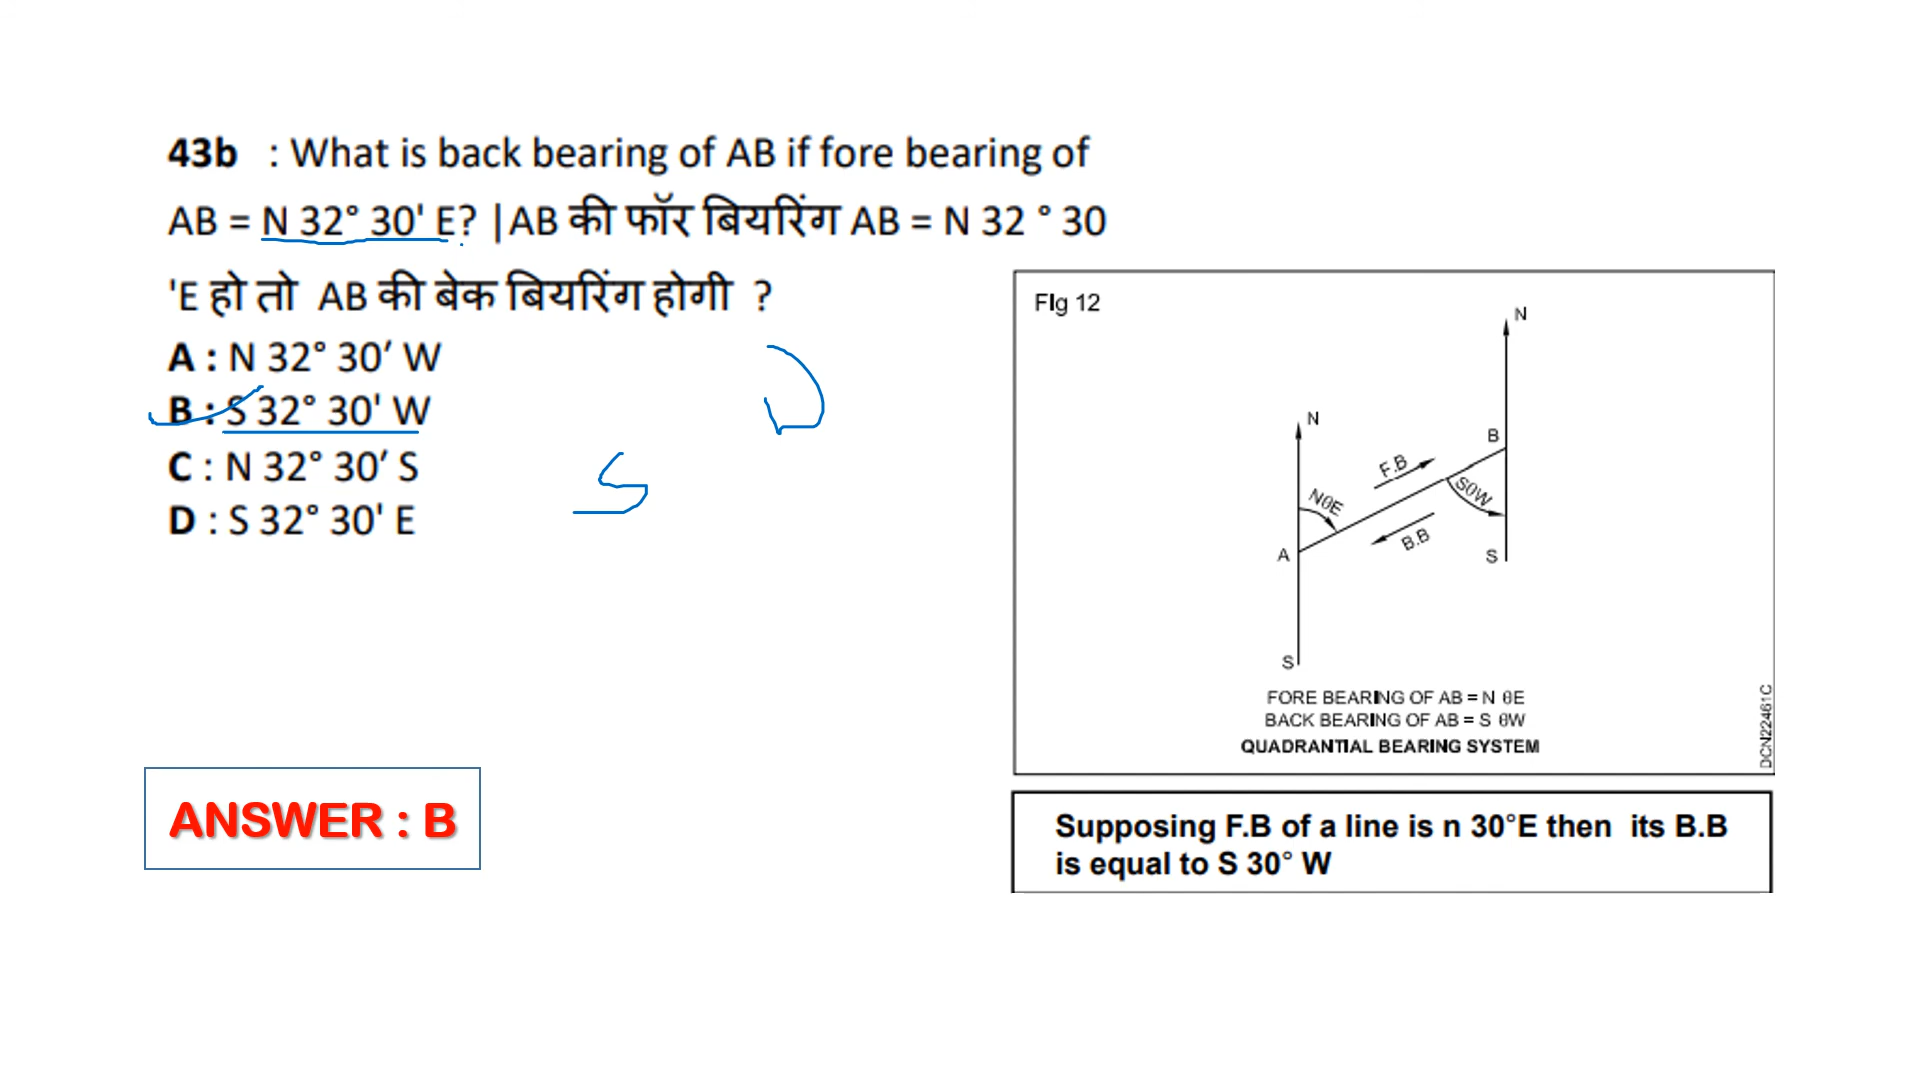 43b : What is back bearing of AB if fore bearing of
AB = N 32° 30' E? |AB की फॉर बियरिंग AB = N 32 ° 30
'E हो तो AB की बेक बियरिंग होगी ?
A : N 32° 30′ W
B : S 32° 30' W
C : N 32° 30′ S
D : S 32° 30' E
S
ANSWER : B
FIg 12
N
N
B
F.B
SθW
NθE
B.B
A
S
S
FORE BEARING OF AB = N θE
BACK BEARING OF AB = S θW
QUADRANTIAL BEARING SYSTEM
DCN22461C
Supposing F.B of a line is n 30°E then its B.B
is equal to S 30° W